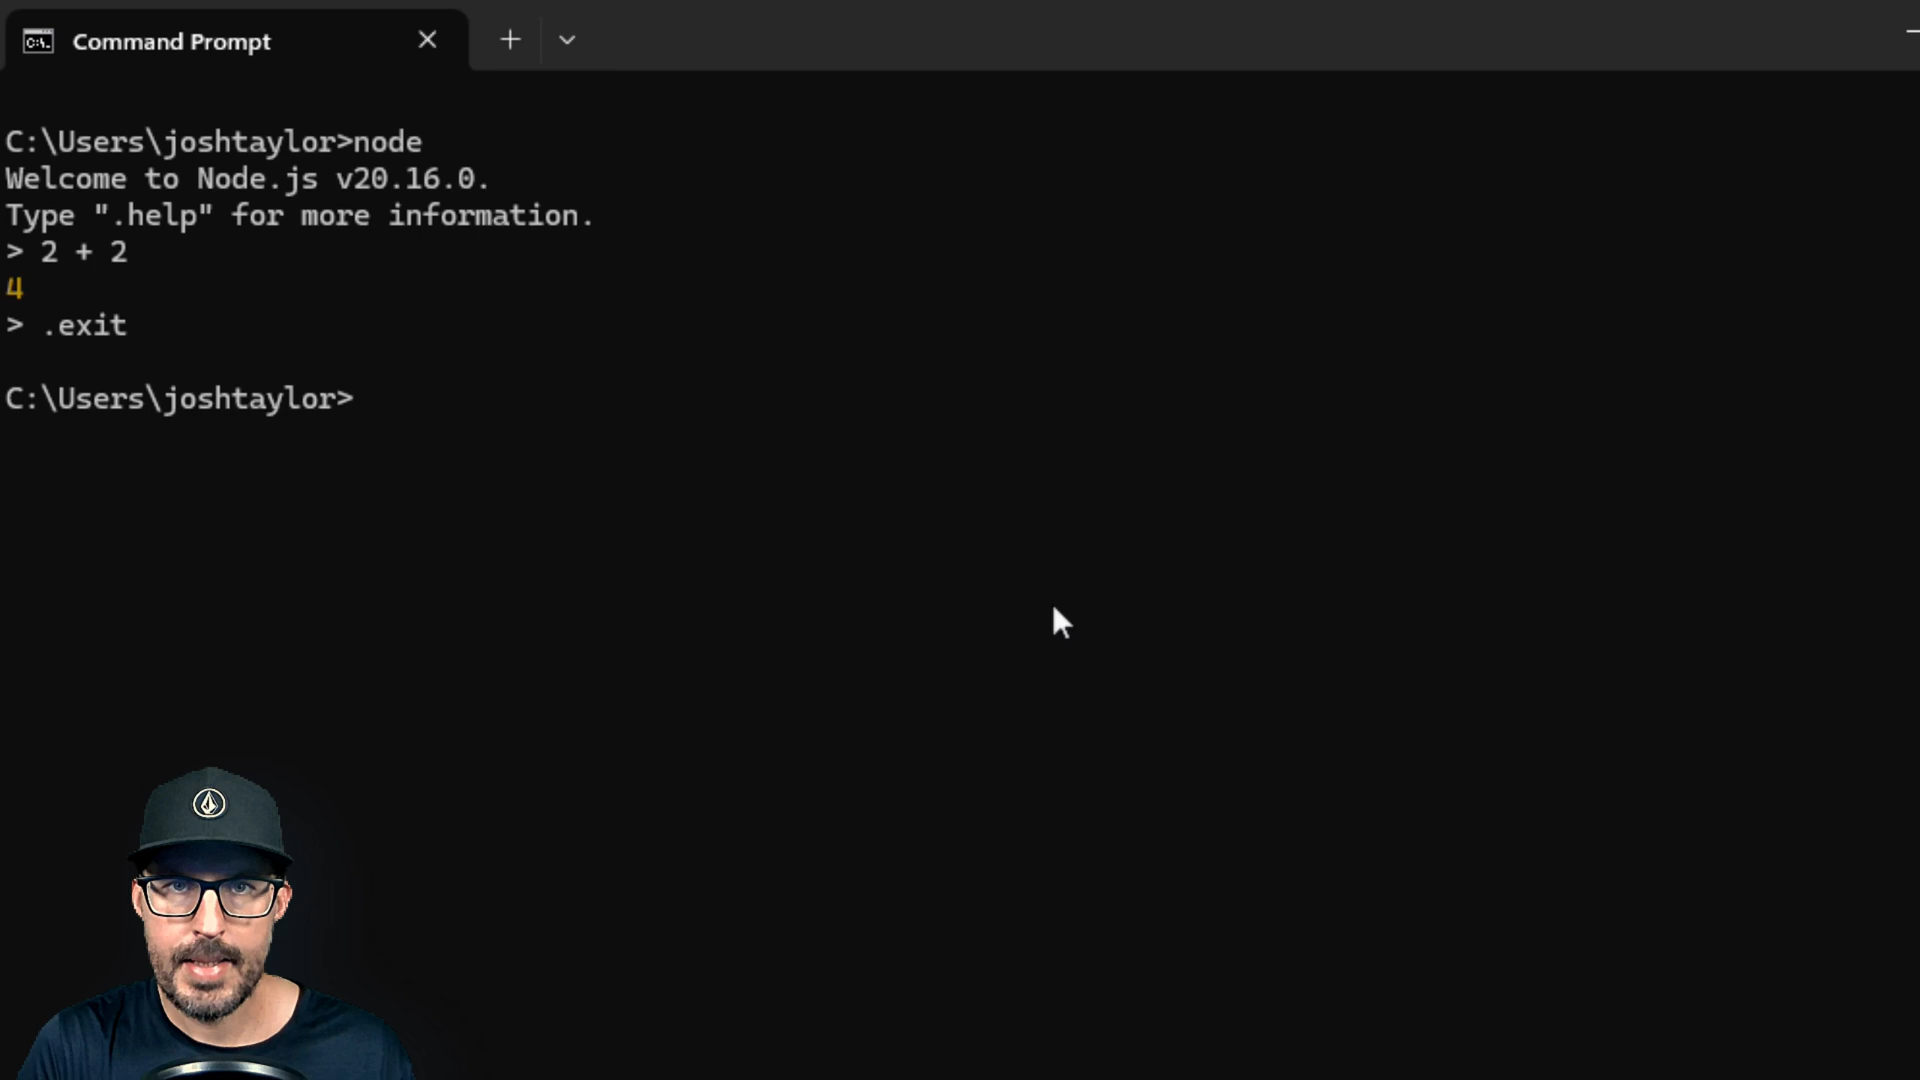 Command Prompt
C:\Users\joshtaylor>node
Welcome to Node.js v20.16.0.
Type ".help" for more information.
> 2 + 2
4
> .exit
C:\Users\joshtaylor>